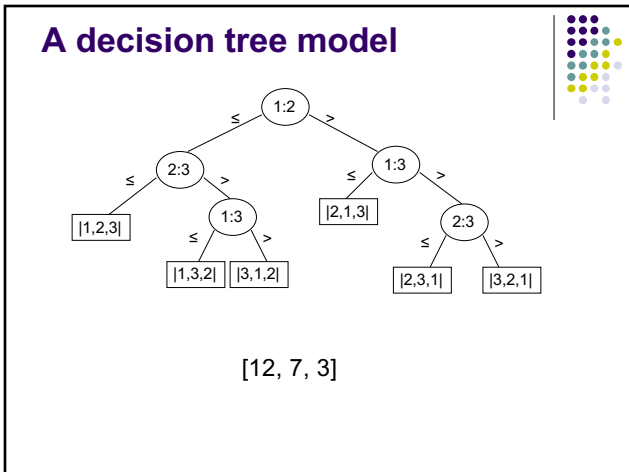 A decision tree model
1:2
≤ >
2:3 1:3
≤ > ≤ >
|1,2,3| 1:3 |2,1,3| 2:3
≤ > ≤ >
|1,3,2| |3,1,2| |2,3,1| |3,2,1|
[12, 7, 3]